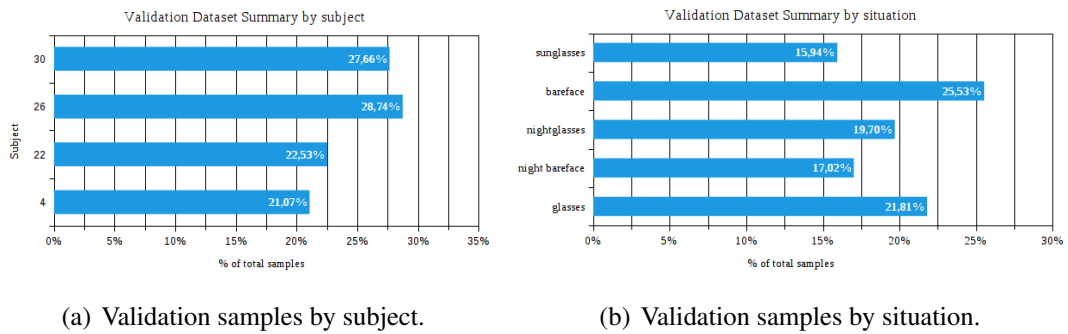 Validation Dataset Summary by subject
30
27,66%
26
28,74%
22
22,53%
4
21,07%
Subject
0% 5% 10% 15% 20% 25% 30% 35%
% of total samples
(a) Validation samples by subject.
Validation Dataset Summary by situation
sunglasses
15,94%
bareface
25,53%
nightglasses
19,70%
night bareface
17,02%
glasses
21,81%
0% 5% 10% 15% 20% 25% 30%
% of total samples
(b) Validation samples by situation.